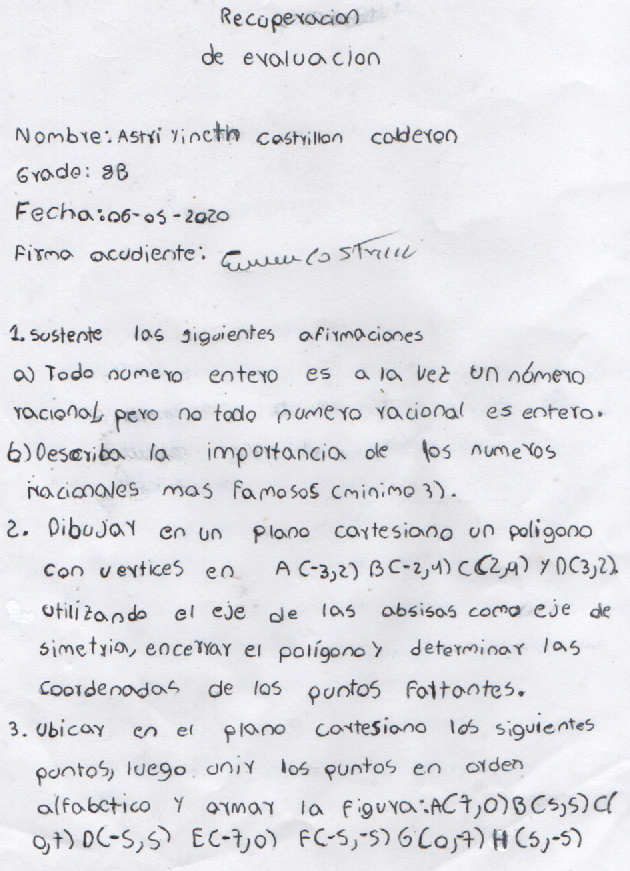 Recuperacion
de evaluacion
Nombre: Astri Yincth Castrillon calderon
Grado: 8B
Fecha: 06-05-2020
Firma acudiente:
1. sustente las siguientes afirmaciones
a) Todo numero entero es a la vez un número
racional, pero no todo numero racional es entero.
b) Describa la importancia de los numeros
irracionales mas famosos (minimo 3).
2. Dibujar en un plano cartesiano un poligono
con vertices en A (-3,2) B(-2,4) C(2,4) y D(3,2)
utilizando el eje de las absisas como eje de
simetria, encerrar el polígono y determinar las
coordenadas de los puntos faltantes.
3. Ubicar en el plano cartesiano los siguientes
puntos, luego unir los puntos en orden
alfabetico y armar la figura: A(7,0) B(5,5) C(
0,7) D(-5,5) E(-7,0) F(-5,-5) G(0,-7) H(5,-5)